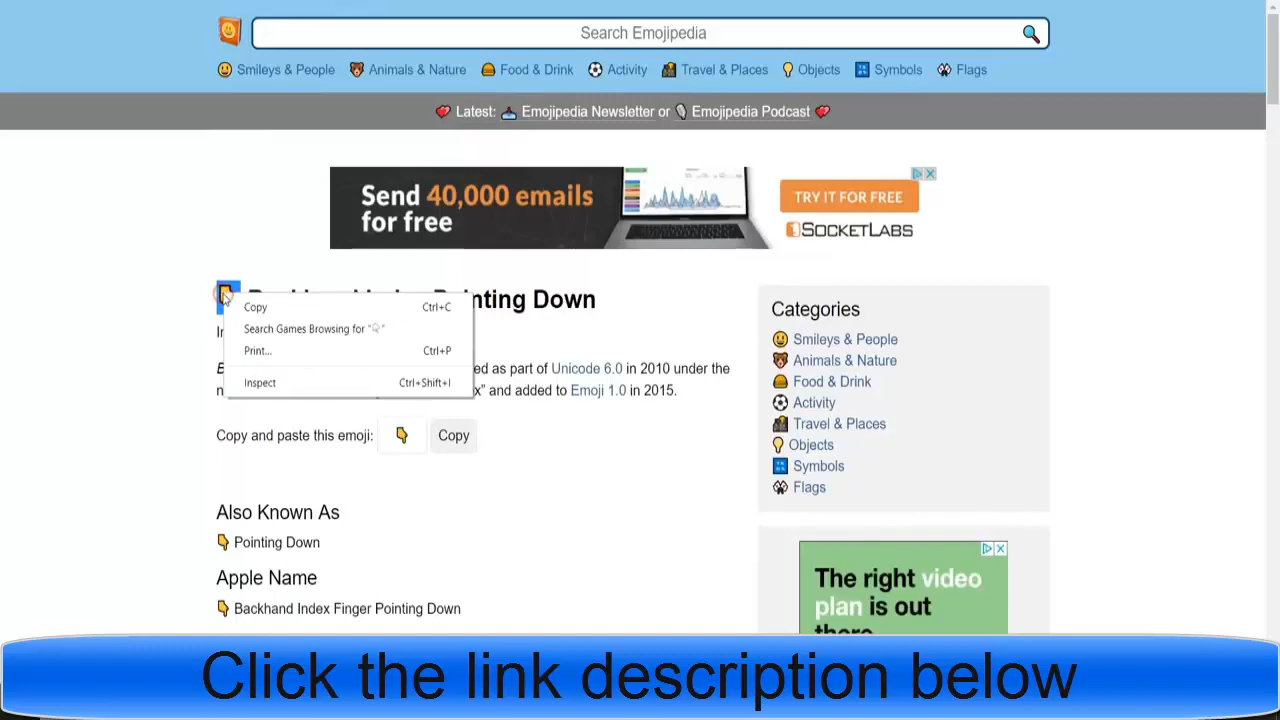 Search Emojipedia
Smileys & People Animals & Nature Food & Drink Activity Travel & Places Objects Symbols Flags
Latest: Emojipedia Newsletter or Emojipedia Podcast
Send 40,000 emails
for free
TRY IT FOR FREE
SOCKETLABS
nting Down
Copy Ctrl+C
Search Games Browsing for "👇"
Print... Ctrl+P
Inspect Ctrl+Shift+I
ed as part of Unicode 6.0 in 2010 under the
x” and added to Emoji 1.0 in 2015.
Copy and paste this emoji: 👇 Copy
Also Known As
👇 Pointing Down
Apple Name
👇 Backhand Index Finger Pointing Down
Categories
Smileys & People
Animals & Nature
Food & Drink
Activity
Travel & Places
Objects
Symbols
Flags
The right video
plan is out
there
Click the link description below